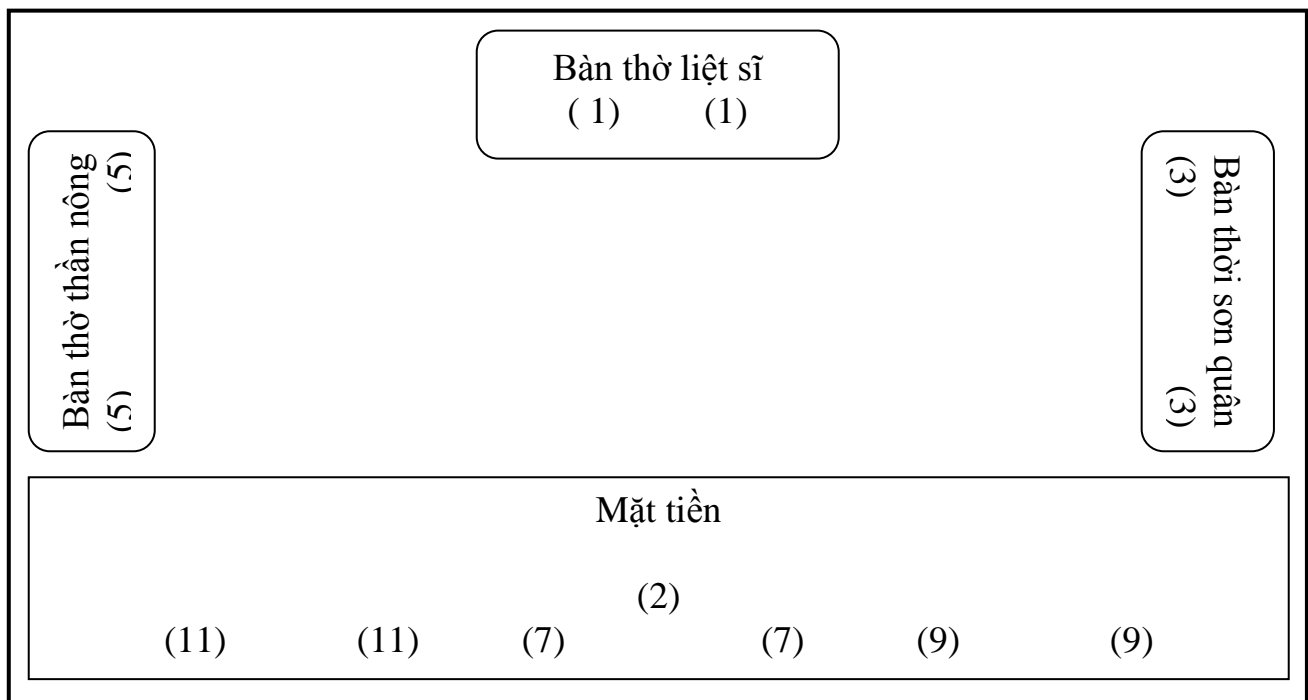 Bàn thờ liệt sĩ
( 1) (1)
Bàn thờ thần nông
(5) (5)
Bàn thời sơn quân
(3) (3)
Mặt tiền
(2)
(11) (11) (7) (7) (9) (9)